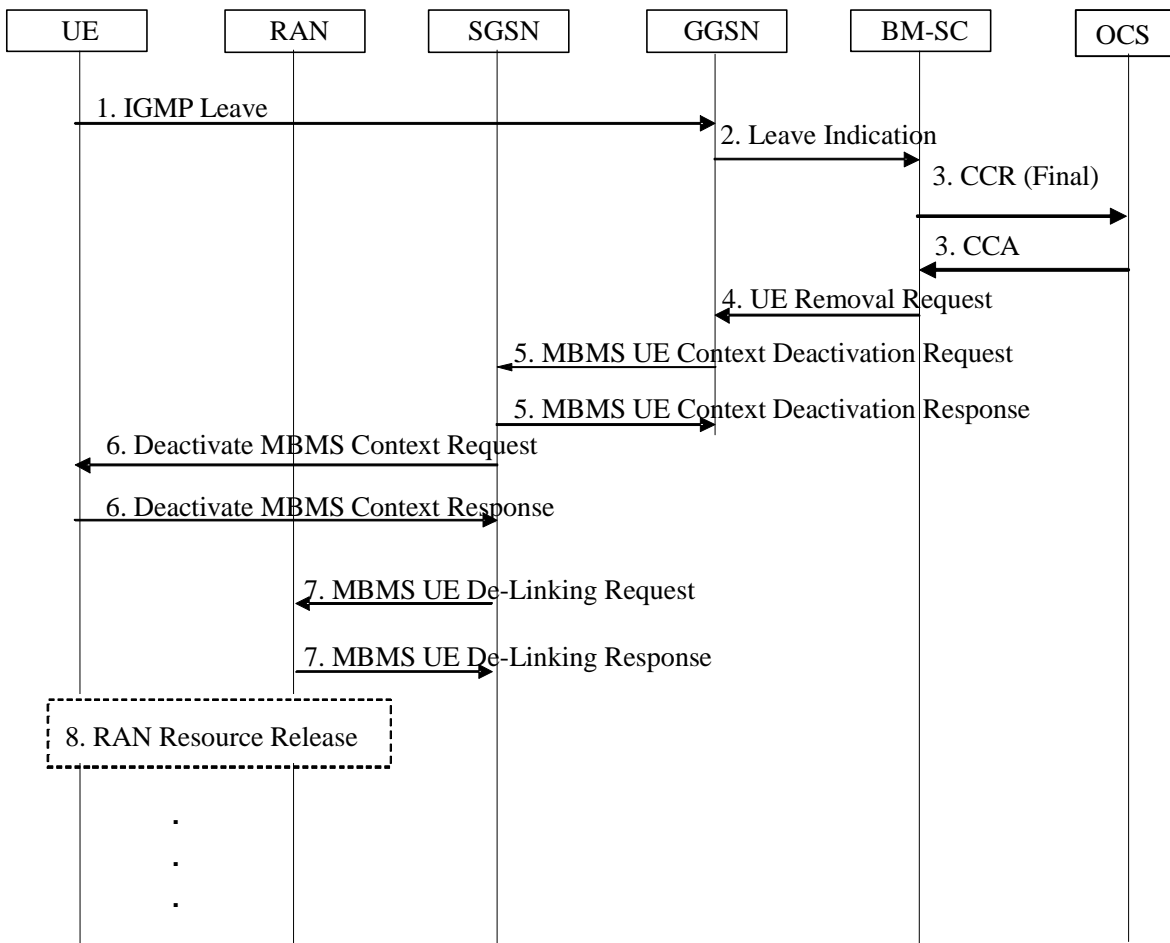 UE
RAN
SGSN
GGSN
BM-SC
OCS
1. IGMP Leave
2. Leave Indication
3. CCR (Final)
3. CCA
4. UE Removal Request
5. MBMS UE Context Deactivation Request
5. MBMS UE Context Deactivation Response
6. Deactivate MBMS Context Request
6. Deactivate MBMS Context Response
7. MBMS UE De-Linking Request
7. MBMS UE De-Linking Response
8. RAN Resource Release